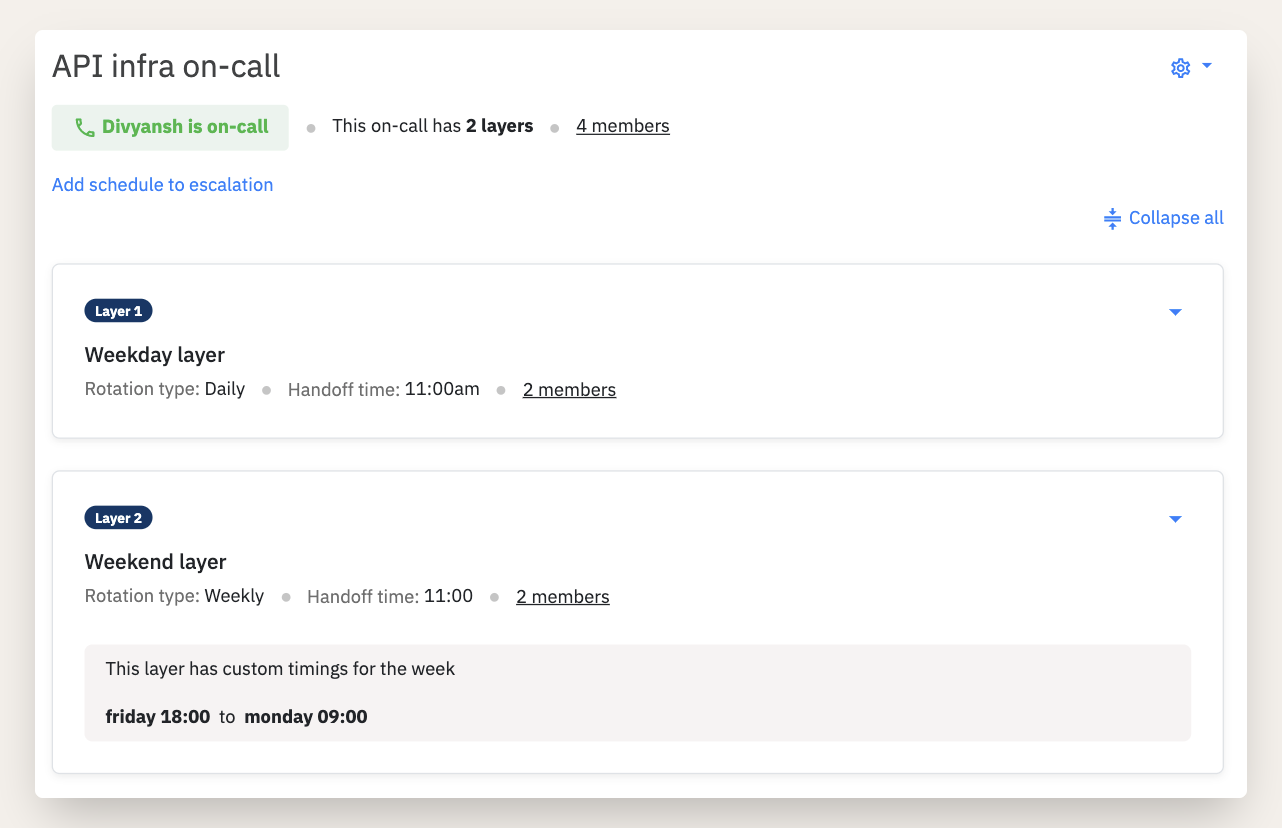 API infra on-call
Divyansh is on-call
This on-call has 2 layers
4 members
Add schedule to escalation
Collapse all
Layer 1
Weekday layer
Rotation type: Daily
Handoff time: 11:00am
2 members
Layer 2
Weekend layer
Rotation type: Weekly
Handoff time: 11:00
2 members
This layer has custom timings for the week
friday 18:00 to monday 09:00